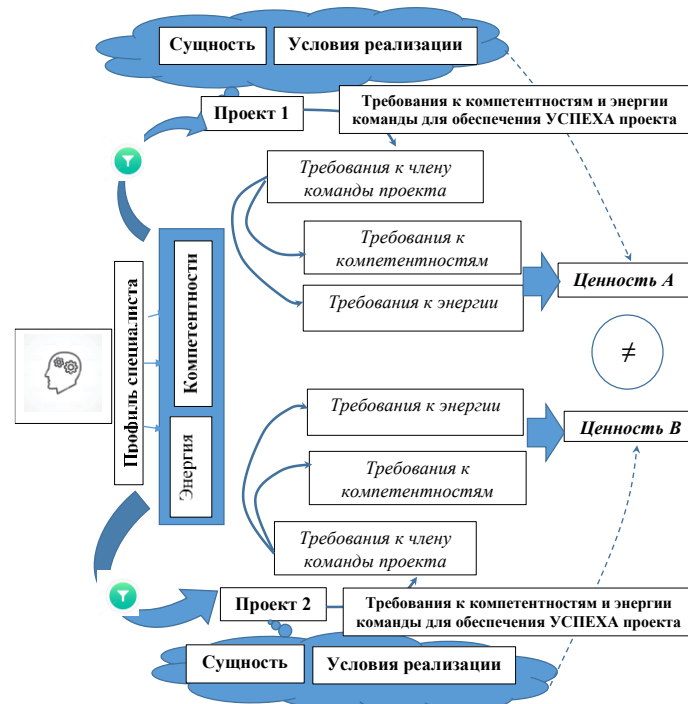 Сущность
Условия реализации
Проект 1
Требования к компетентностям и энергии
команды для обеспечения УСПЕХА проекта
Требования к члену
команды проекта
Требования к
компетентностям
Требования к энергии
Ценность А
Профиль специалиста
Компетентности
Энергия
≠
Требования к энергии
Ценность В
Требования к
компетентностям
Требования к члену
команды проекта
Проект 2
Требования к компетентностям и энергии
команды для обеспечения УСПЕХА проекта
Сущность
Условия реализации